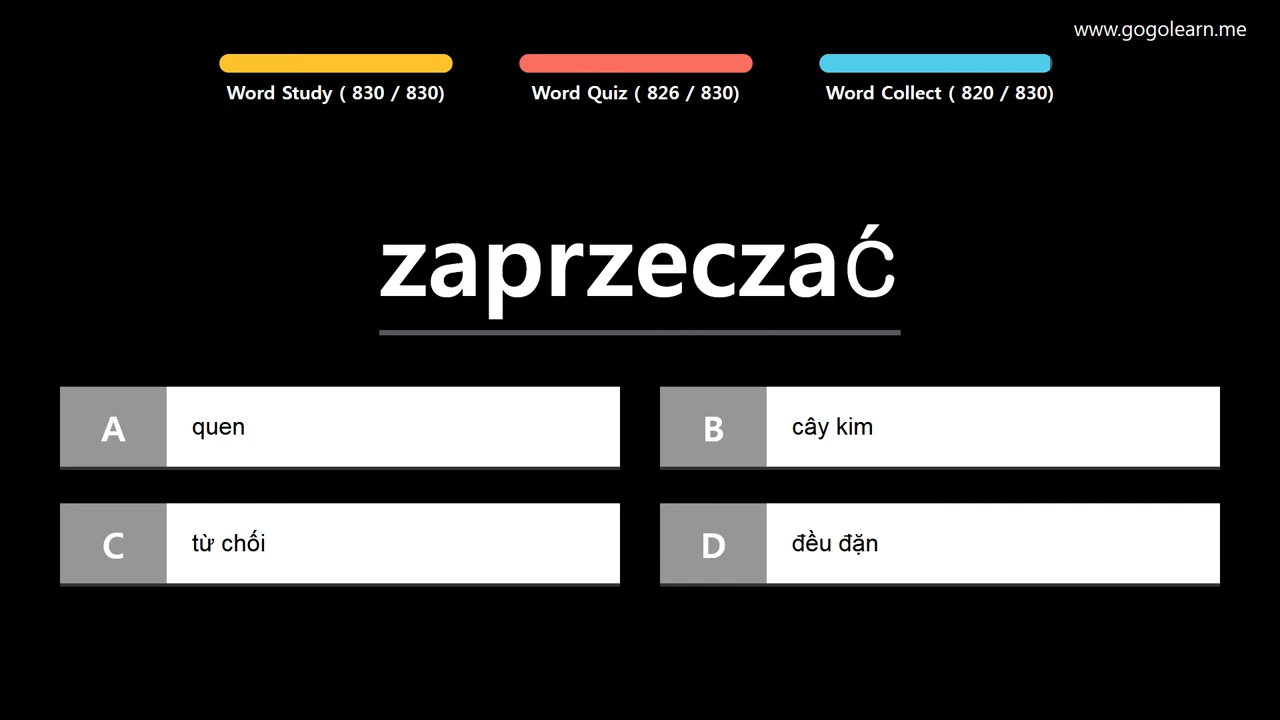 www.gogolearn.me
Word Study ( 830 / 830)
Word Quiz ( 826 / 830)
Word Collect ( 820 / 830)
zaprzeczać
A quen
B cây kim
C từ chối
D đều đặn